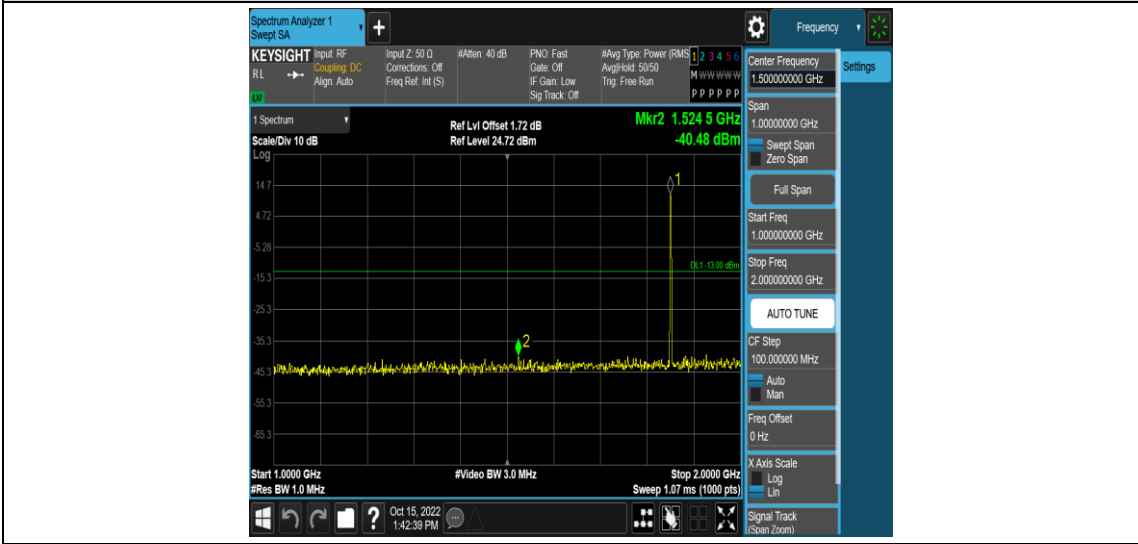 Spectrum Analyzer 1
Swept SA
+
Frequency
KEYSIGHT
RL
LNI
Input: RF
Coupling: DC
Align: Auto
Input Z: 50 Ω
Corrections: Off
Freq Ref: Int (S)
#Atten: 40 dB
PNO: Fast
Gate: Off
IF Gain: Low
Sig Track: Off
#Avg Type: Power (RMS
Avg|Hold: 50/50
Trig: Free Run
1 2 3 4 5 6
M W W W W W
P P P P P P
1 Spectrum
Scale/Div 10 dB
Log
Ref Lvl Offset 1.72 dB
Ref Level 24.72 dBm
Mkr2 1.524 5 GHz
-40.48 dBm
1
14.7
4.72
-5.28
DL1 -13.00 dBm
-15.3
-25.3
-35.3
2
-45.3
-55.3
-65.3
Start 1.0000 GHz
#Res BW 1.0 MHz
#Video BW 3.0 MHz
Stop 2.0000 GHz
Sweep 1.07 ms (1000 pts)
?
Oct 15, 2022
1:42:39 PM
Center Frequency
1.500000000 GHz
Settings
Span
1.00000000 GHz
Swept Span
Zero Span
Full Span
Start Freq
1.000000000 GHz
Stop Freq
2.000000000 GHz
AUTO TUNE
CF Step
100.000000 MHz
Auto
Man
Freq Offset
0 Hz
X Axis Scale
Log
Lin
Signal Track
(Span Zoom)